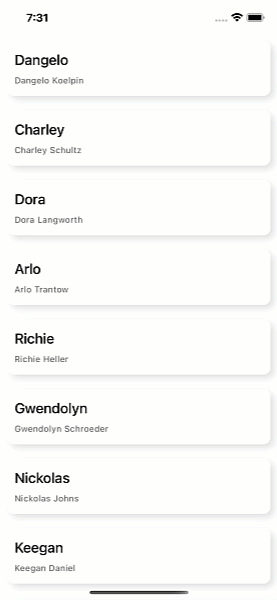 7:31
Dangelo
Dangelo Koelpin
Charley
Charley Schultz
Dora
Dora Langworth
Arlo
Arlo Trantow
Richie
Richie Heller
Gwendolyn
Gwendolyn Schroeder
Nickolas
Nickolas Johns
Keegan
Keegan Daniel